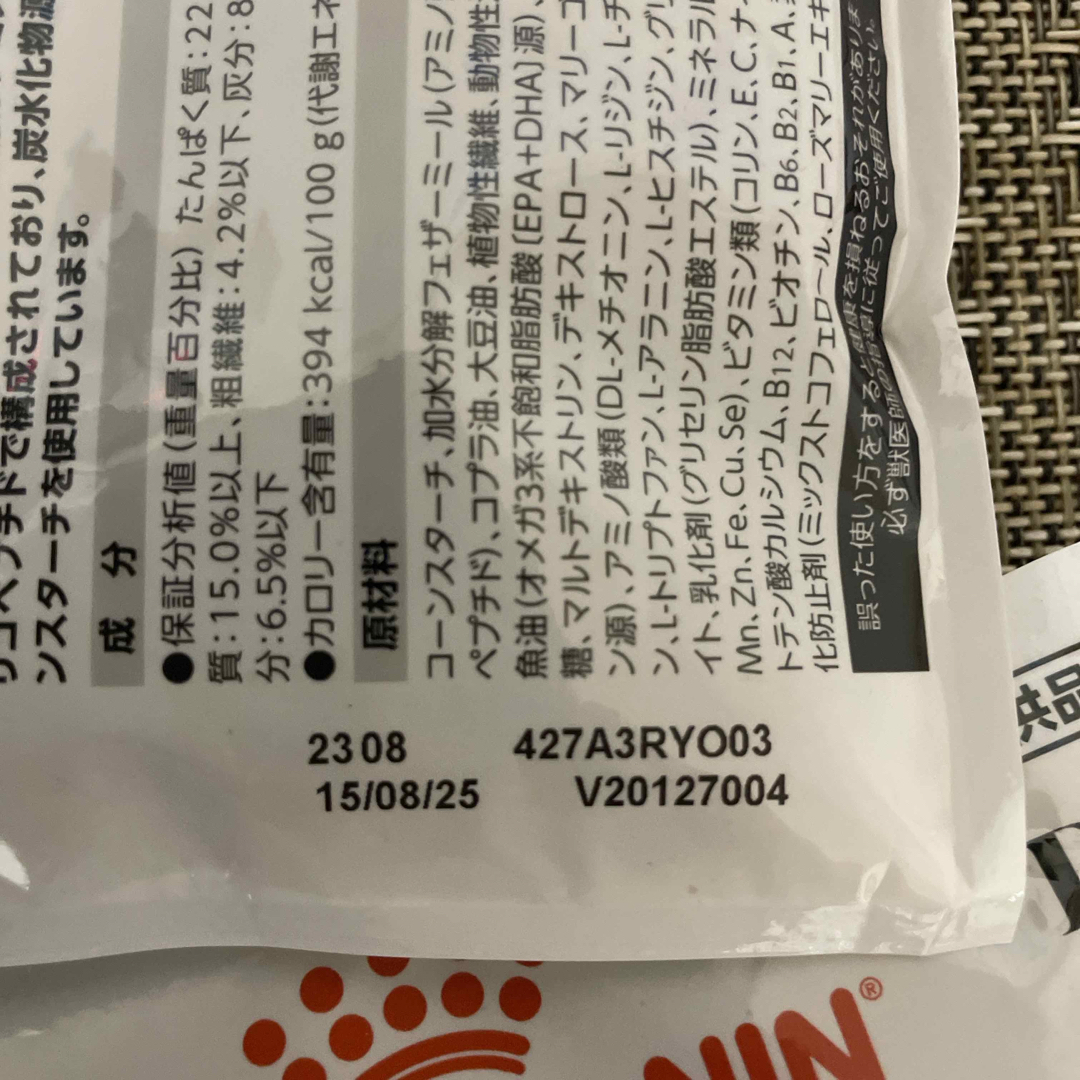 リコペプチドで構成されており、炭水化物源
ンスターチを使用しています。
成 分
●保証分析値（重量百分比） たんぱく質：22
質：15.0%以上、粗繊維：4.2%以下、灰分：8
分：6.5%以下
●カロリー含有量：394 kcal/100 g（代謝エネ
原材料
コーンスターチ、加水分解フェザーミール（アミノ
ペプチド）、コプラ油、大豆油、植物性繊維、動物性
魚油（オメガ3系不飽和脂肪酸〔EPA+DHA〕源）、
糖、マルトデキストリン、デキストロース、マリーゴ
ン源）、アミノ酸類（DL-メチオニン、L-リジン、L-チ
ン、L-トリプトファン、L-アラニン、L-ヒスチジン、グリ
イト、乳化剤（グリセリン脂肪酸エステル）、ミネラル
Mn、Zn、Fe、Cu、Se）、ビタミン類（コリン、E、C、ナ
トテン酸カルシウム、B12、ビオチン、B6、B2、B1、A、
化防止剤（ミックストコフェロール、ローズマリーエキ
誤った使い方をすると健康を損ねるおそれがありま
必ず獣医師の指導に従ってご使用ください。
2308 427A3RYO03
15/08/25 V20127004
供品
NIN®